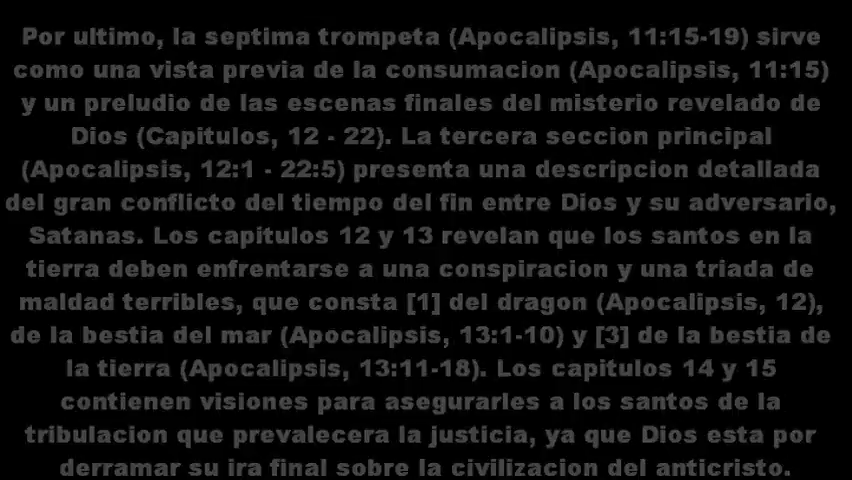 Por ultimo, la septima trompeta (Apocalipsis, 11:15-19) sirve
como una vista previa de la consumacion (Apocalipsis, 11:15)
y un preludio de las escenas finales del misterio revelado de
Dios (Capitulos, 12 - 22). La tercera seccion principal
(Apocalipsis, 12:1 - 22:5) presenta una descripcion detallada
del gran conflicto del tiempo del fin entre Dios y su adversario,
Satanas. Los capitulos 12 y 13 revelan que los santos en la
tierra deben enfrentarse a una conspiracion y una triada de
maldad terribles, que consta [1] del dragon (Apocalipsis, 12),
de la bestia del mar (Apocalipsis, 13:1-10) y [3] de la bestia de
la tierra (Apocalipsis, 13:11-18). Los capitulos 14 y 15
contienen visiones para asegurarles a los santos de la
tribulacion que prevalecera la justicia, ya que Dios esta por
derramar su ira final sobre la civilizacion del anticristo.